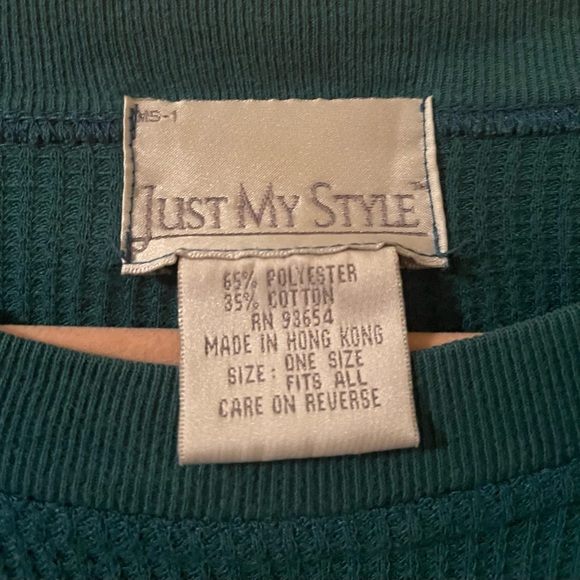 MS-1
JUST MY STYLE™
65% POLYESTER
35% COTTON
RN 93654
MADE IN HONG KONG
SIZE: ONE SIZE
FITS ALL
CARE ON REVERSE